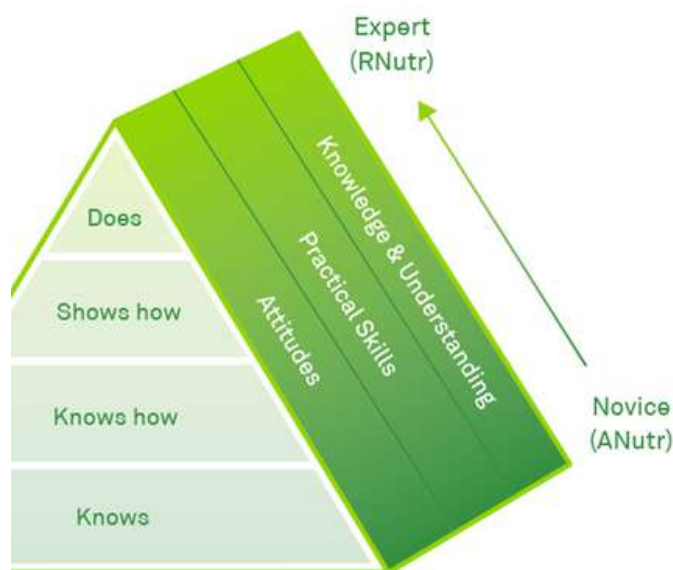 Expert
(RNutr)
Does
Shows how
Knows how
Knows
Attitudes
Practical Skills
Knowledge & Understanding
Novice
(ANutr)